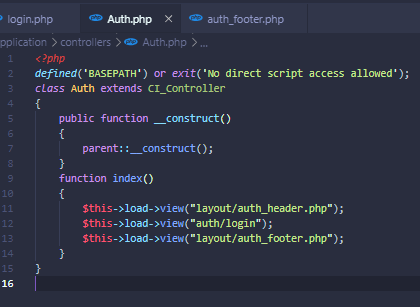 login.php Auth.php × auth_footer.php
pplication > controllers > Auth.php > ...
1 <?php
2 defined('BASEPATH') or exit('No direct script access allowed');
3 class Auth extends CI_Controller
4 {
5     public function __construct()
6     {
7         parent::__construct();
8     }
9     function index()
10     {
11         $this->load->view("layout/auth_header.php");
12         $this->load->view("auth/login");
13         $this->load->view("layout/auth_footer.php");
14     }
15 }
16